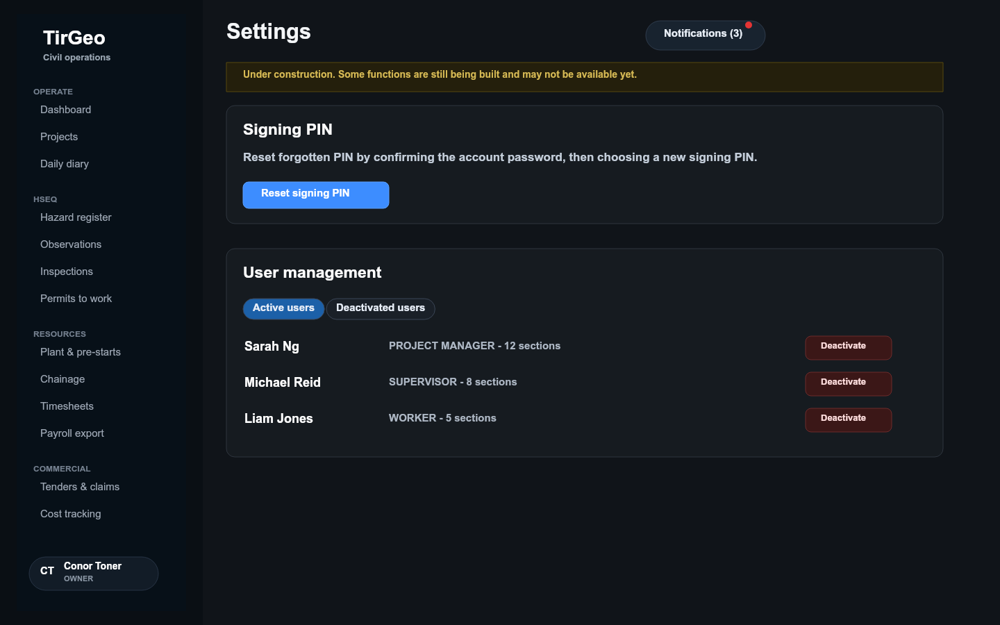 TirGeo
Civil operations
OPERATE
Dashboard
Projects
Daily diary
HSEQ
Hazard register
Observations
Inspections
Permits to work
RESOURCES
Plant & pre-starts
Chainage
Timesheets
Payroll export
COMMERCIAL
Tenders & claims
Cost tracking
CT
Conor Toner
OWNER
Settings
Notifications (3)
Under construction. Some functions are still being built and may not be available yet.
Signing PIN
Reset forgotten PIN by confirming the account password, then choosing a new signing PIN.
Reset signing PIN
User management
Active users Deactivated users
Sarah Ng PROJECT MANAGER - 12 sections Deactivate
Michael Reid SUPERVISOR - 8 sections Deactivate
Liam Jones WORKER - 5 sections Deactivate